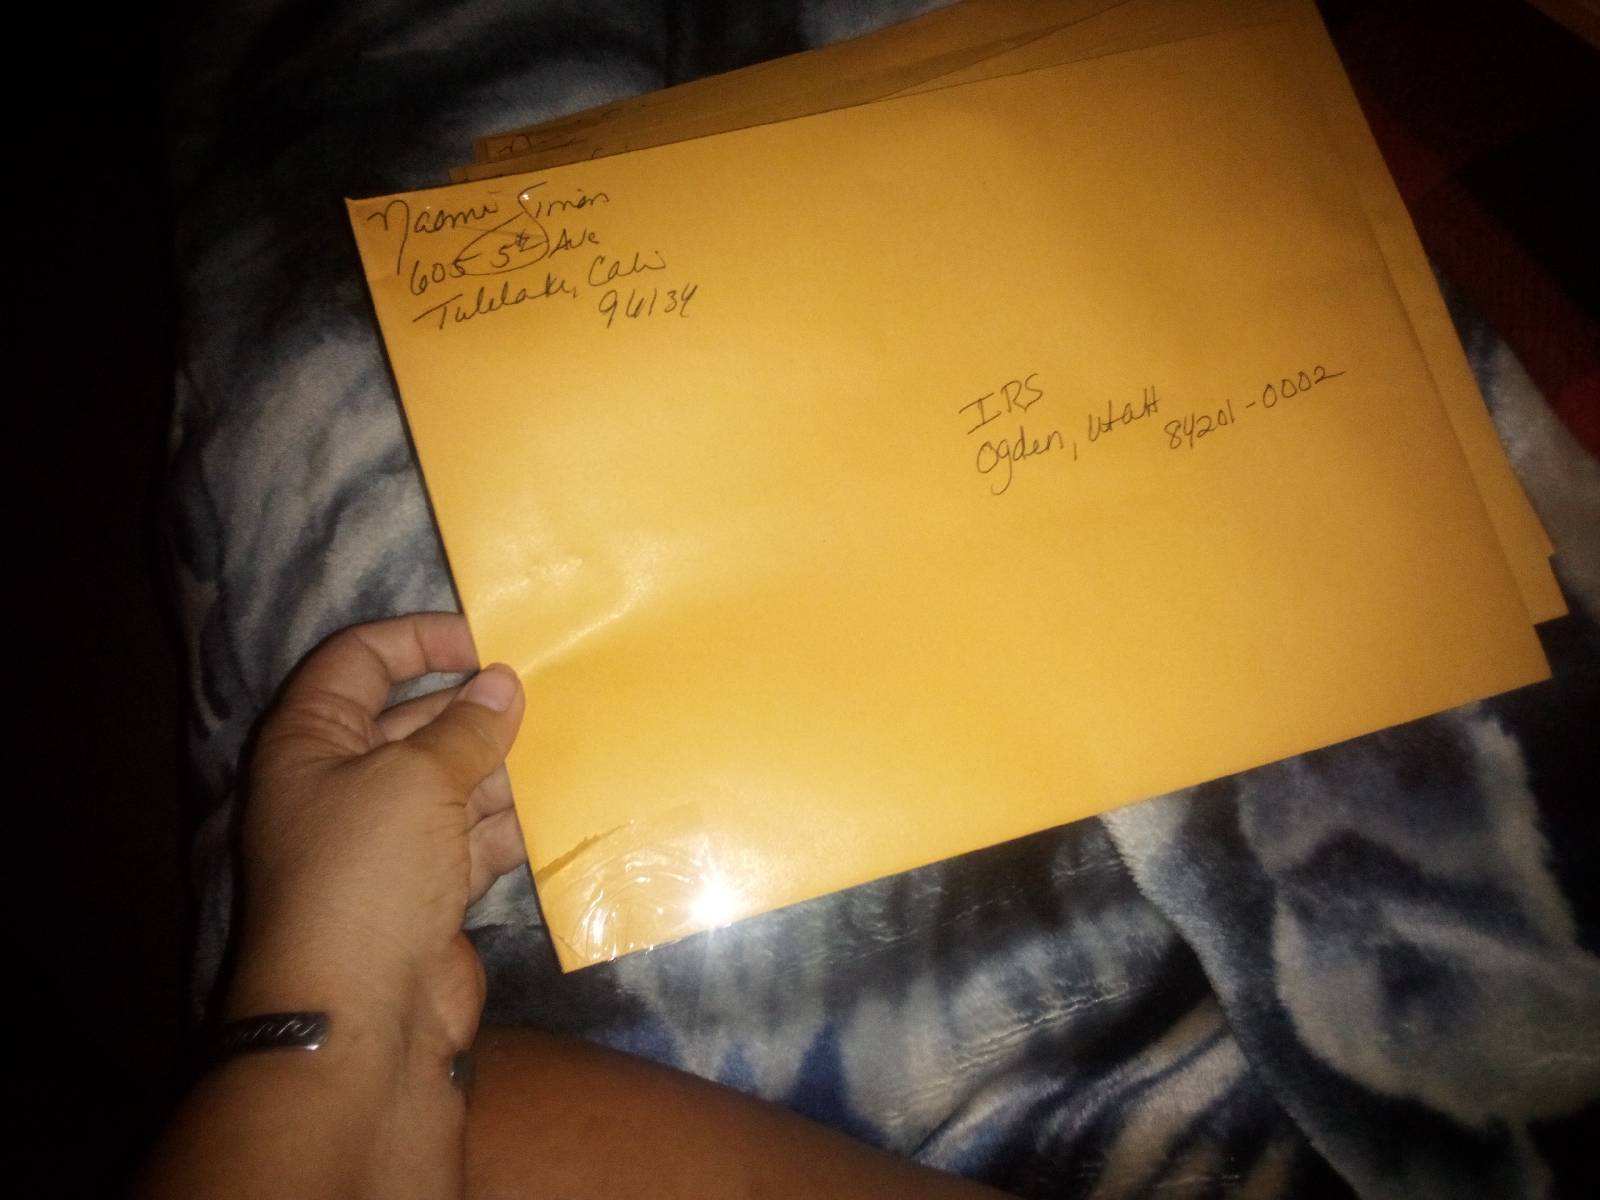 Naomi Simon
605 5th Ave
Tulelake, Cali
96134
IRS
Ogden, UtaH
84201-0002